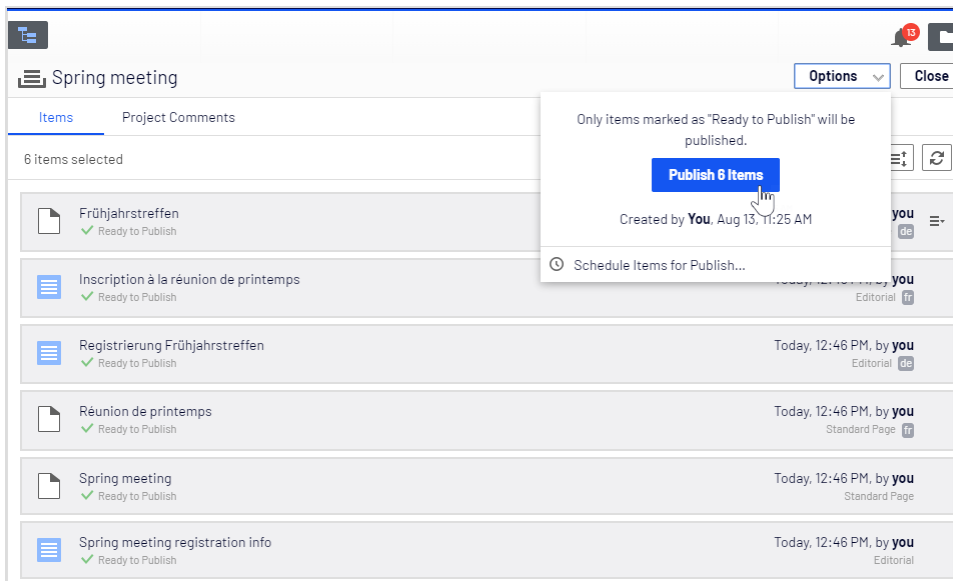 13
Spring meeting
Options
Close
Items
Project Comments
Only items marked as "Ready to Publish" will be
published.
Publish 6 Items
Created by You, Aug 13, 11:25 AM
Schedule Items for Publish...
6 items selected
Frühjahrstreffen
Ready to Publish
you
de
Inscription à la réunion de printemps
Ready to Publish
Today, 12:46 PM, by you
Editorial fr
Registrierung Frühjahrstreffen
Ready to Publish
Today, 12:46 PM, by you
Editorial de
Réunion de printemps
Ready to Publish
Today, 12:46 PM, by you
Standard Page fr
Spring meeting
Ready to Publish
Today, 12:46 PM, by you
Standard Page
Spring meeting registration info
Ready to Publish
Today, 12:46 PM, by you
Editorial